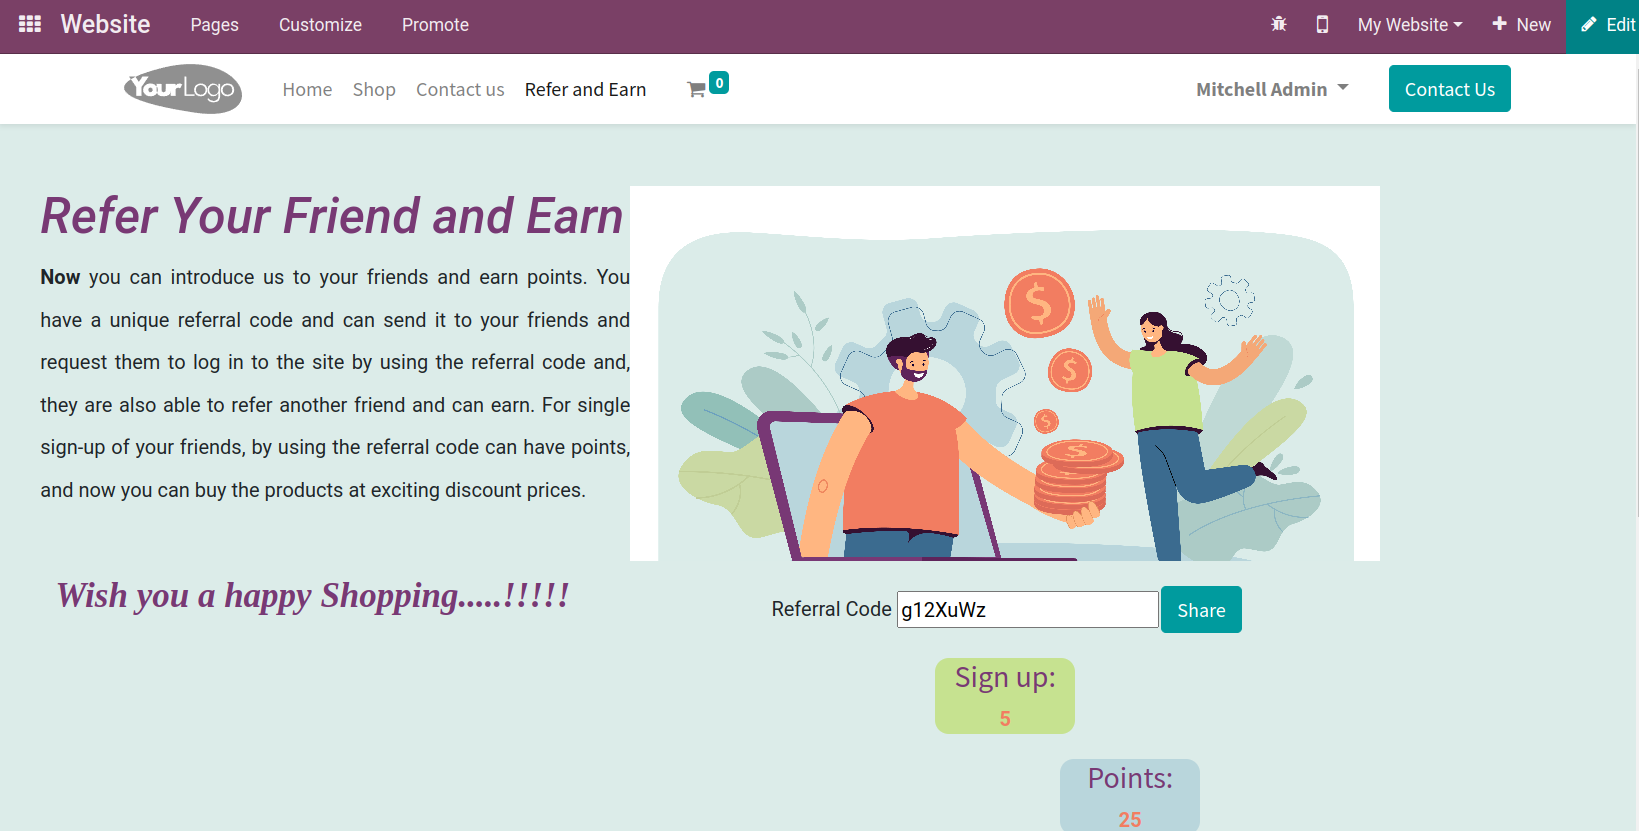 Website Pages Customize Promote My Website New Edit
YourLogo Home Shop Contact us Refer and Earn 0 Mitchell Admin Contact Us
Refer Your Friend and Earn
Now you can introduce us to your friends and earn points. You
have a unique referral code and can send it to your friends and
request them to log in to the site by using the referral code and,
they are also able to refer another friend and can earn. For single
sign-up of your friends, by using the referral code can have points,
and now you can buy the products at exciting discount prices.
Wish you a happy Shopping.....!!!!!
$
$
$
$
Referral Code g12XuWz Share
Sign up:
5
Points:
25